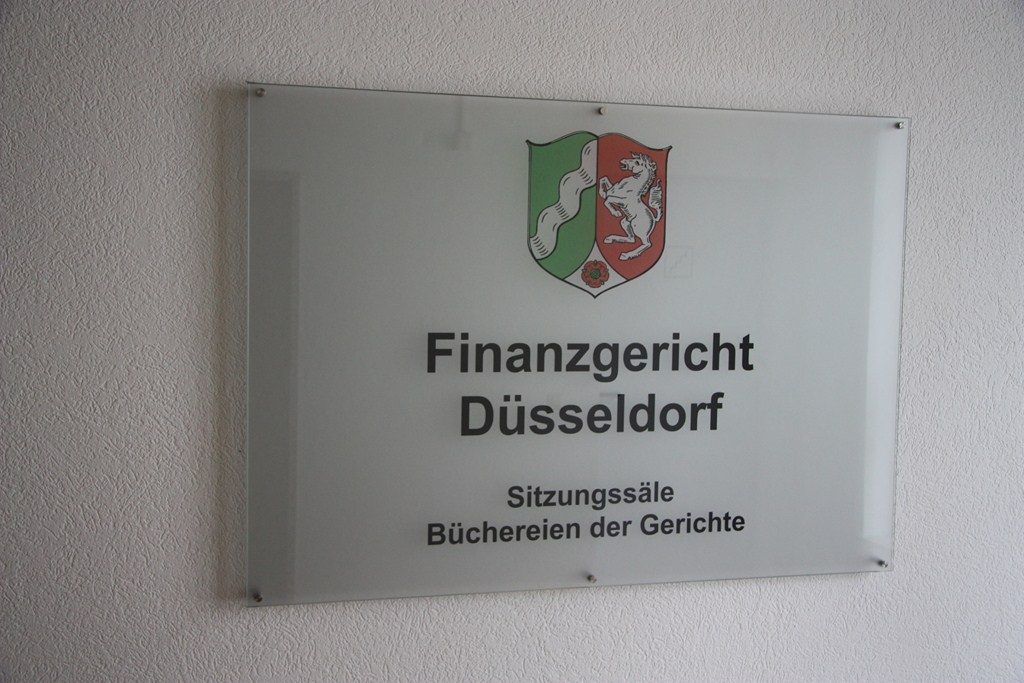 Finanzgericht
Düsseldorf
Sitzungssäle
Büchereien der Gerichte